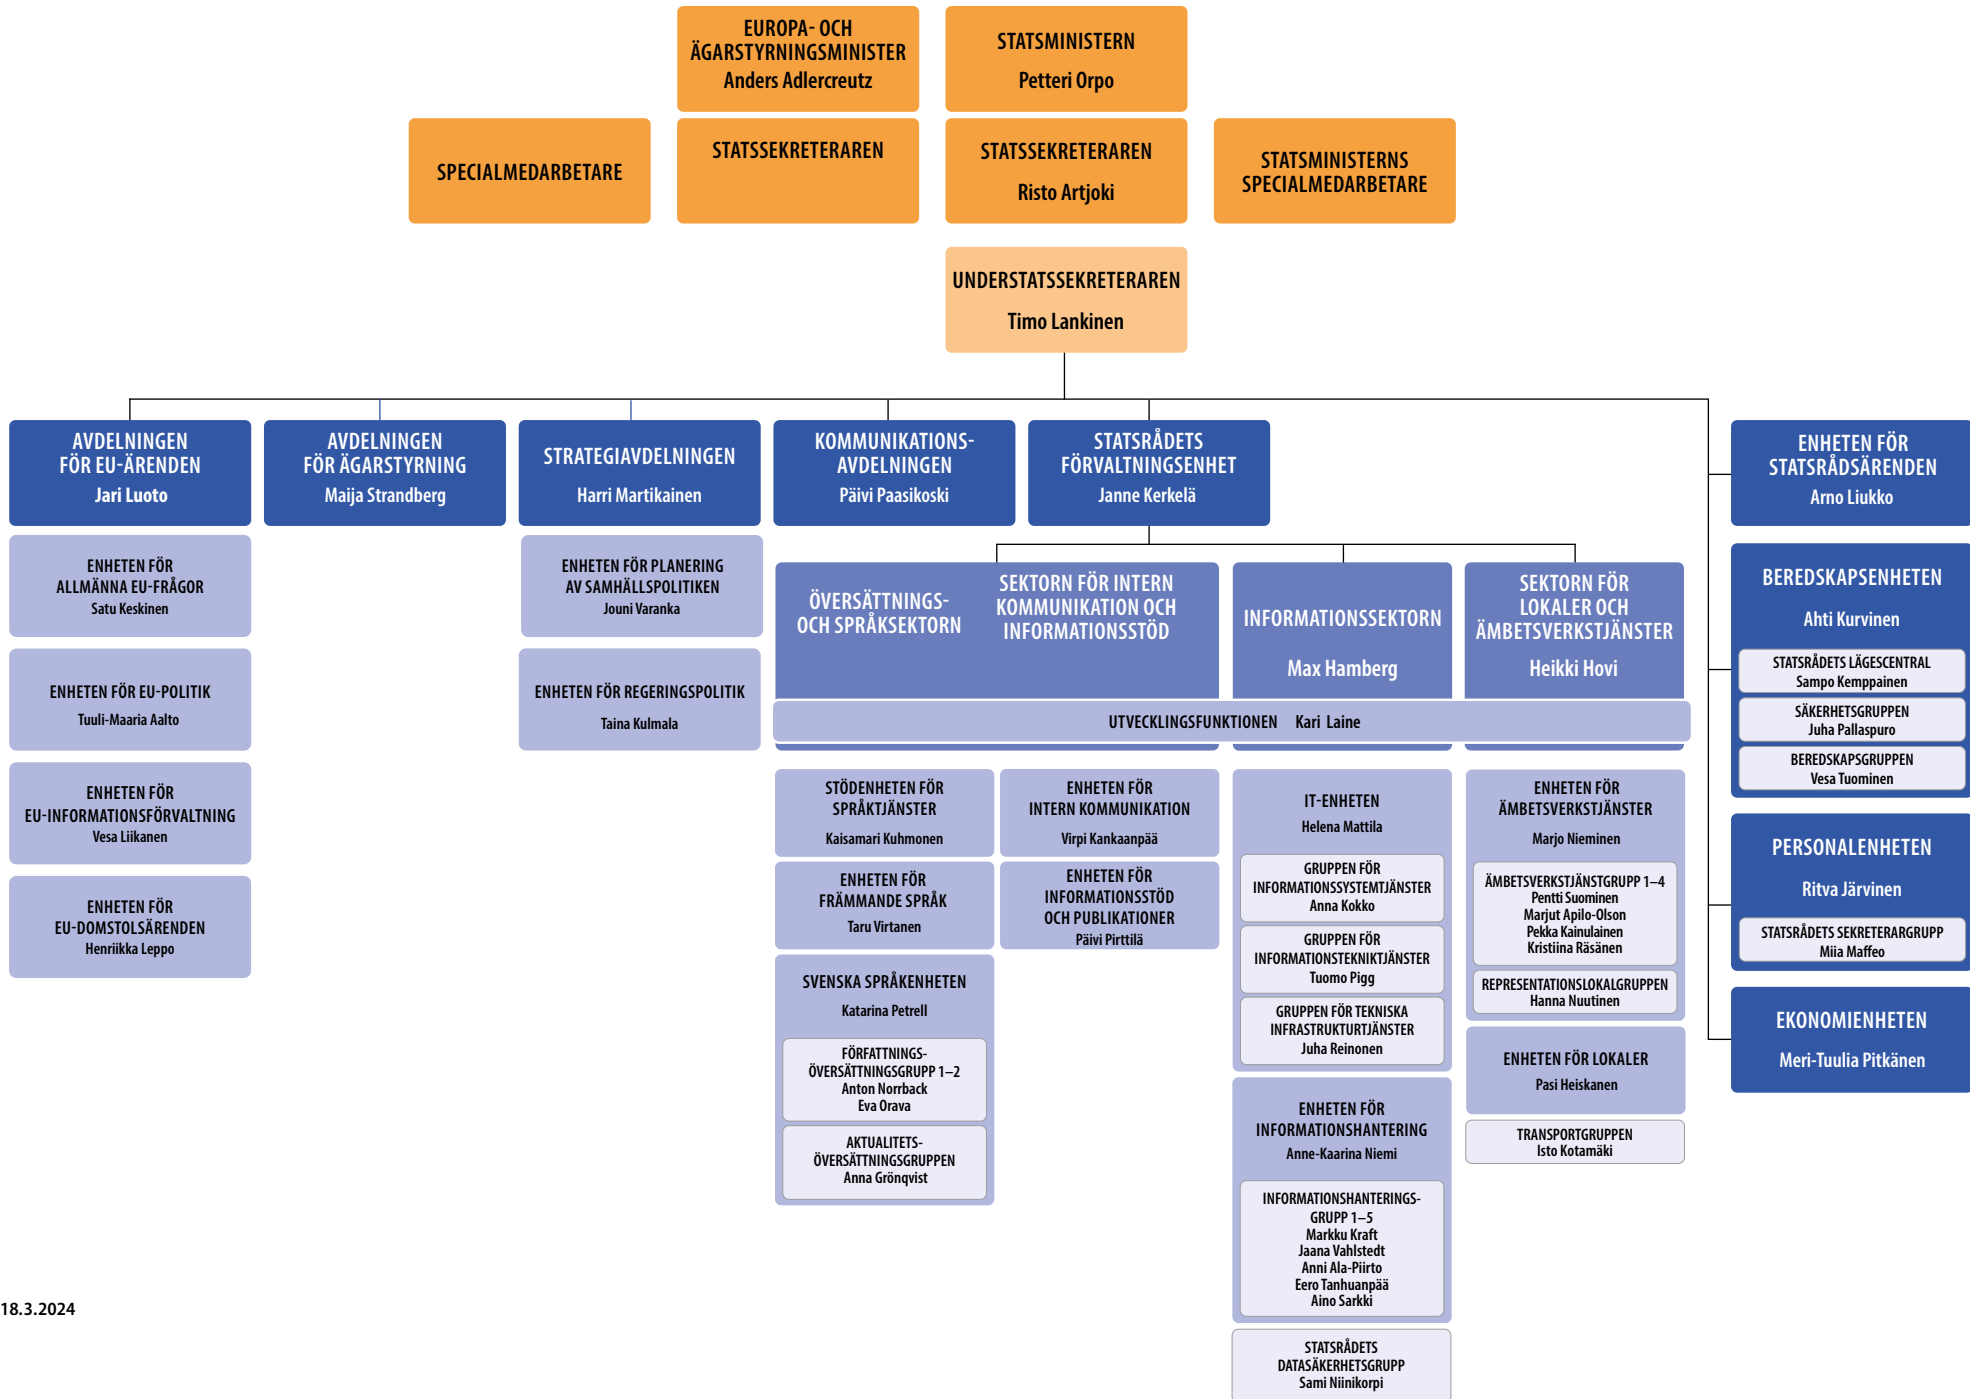 EUROPA- OCH
ÄGARSTYRNINGSMINISTER
Anders Adlercreutz
STATSMINISTERN
Petteri Orpo
SPECIALMEDARBETARE
STATSSEKRETERAREN
STATSSEKRETERAREN
Risto Artjoki
STATSMINISTERNS
SPECIALMEDARBETARE
UNDERSTATSSEKRETERAREN
Timo Lankinen
AVDELNINGEN
FÖR EU-ÄRENDEN
Jari Luoto
ENHETEN FÖR
ALLMÄNNA EU-FRÅGOR
Satu Keskinen
ENHETEN FÖR EU-POLITIK
Tuuli-Maaria Aalto
ENHETEN FÖR
EU-INFORMATIONSFÖRVALTNING
Vesa Liikanen
ENHETEN FÖR
EU-DOMSTOLSÄRENDEN
Henriikka Leppo
AVDELNINGEN
FÖR ÄGARSTYRNING
Maija Strandberg
STRATEGIAVDELNINGEN
Harri Martikainen
ENHETEN FÖR PLANERING
AV SAMHÄLLSPOLITIKEN
Jouni Varanka
ENHETEN FÖR REGERINGSPOLITIK
Taina Kulmala
KOMMUNIKATIONS-
AVDELNINGEN
Päivi Paasikoski
STATSRÅDETS
FÖRVALTNINGSENHET
Janne Kerkelä
ÖVERSÄTTNINGS-
OCH SPRÅKSEKTORN
SEKTORN FÖR INTERN
KOMMUNIKATION OCH
INFORMATIONSSTÖD
INFORMATIONSSEKTORN
Max Hamberg
SEKTORN FÖR
LOKALER OCH
ÄMBETSVERKSTJÄNSTER
Heikki Hovi
UTVECKLINGSFUNKTIONEN Kari Laine
STÖDENHETEN FÖR
SPRÅKTJÄNSTER
Kaisamari Kuhmonen
ENHETEN FÖR
FRÄMMANDE SPRÅK
Taru Virtanen
SVENSKA SPRÅKENHETEN
Katarina Petrell
FÖRFATTNINGS-
ÖVERSÄTTNINGSGRUPP 1–2
Anton Norrback
Eva Orava
AKTUALITETS-
ÖVERSÄTTNINGSGRUPPEN
Anna Grönqvist
ENHETEN FÖR
INTERN KOMMUNIKATION
Virpi Kankaanpää
ENHETEN FÖR
INFORMATIONSSTÖD
OCH PUBLIKATIONER
Päivi Pirttilä
IT-ENHETEN
Helena Mattila
GRUPPEN FÖR
INFORMATIONSSYSTEMTJÄNSTER
Anna Kokko
GRUPPEN FÖR
INFORMATIONSTEKNIKTJÄNSTER
Tuomo Pigg
GRUPPEN FÖR TEKNISKA
INFRASTRUKTURTJÄNSTER
Juha Reinonen
ENHETEN FÖR
INFORMATIONSHANTERING
Anne-Kaarina Niemi
INFORMATIONSHANTERINGS-
GRUPP 1–5
Markku Kraft
Jaana Vahlstedt
Anni Ala-Piirto
Eero Tanhuanpää
Aino Sarkki
STATSRÅDETS
DATASÄKERHETSGRUPP
Sami Niinikorpi
ENHETEN FÖR
ÄMBETSVERKSTJÄNSTER
Marjo Nieminen
ÄMBETSVERKSTJÄNSTGRUPP 1–4
Pentti Suominen
Marjut Apilo-Olson
Pekka Kainulainen
Kristiina Räsänen
REPRESENTATIONSLOKALGRUPPEN
Hanna Nuutinen
ENHETEN FÖR LOKALER
Pasi Heiskanen
TRANSPORTGRUPPEN
Isto Kotamäki
ENHETEN FÖR
STATSRÅDSÄRENDEN
Arno Liukko
BEREDSKAPSENHETEN
Ahti Kurvinen
STATSRÅDETS LÄGESCENTRAL
Sampo Kemppainen
SÄKERHETSGRUPPEN
Juha Pallaspuro
BEREDSKAPSGRUPPEN
Vesa Tuominen
PERSONALENHETEN
Ritva Järvinen
STATSRÅDETS SEKRETERARGRUPP
Miia Maffeo
EKONOMIENHETEN
Meri-Tuulia Pitkänen
18.3.2024